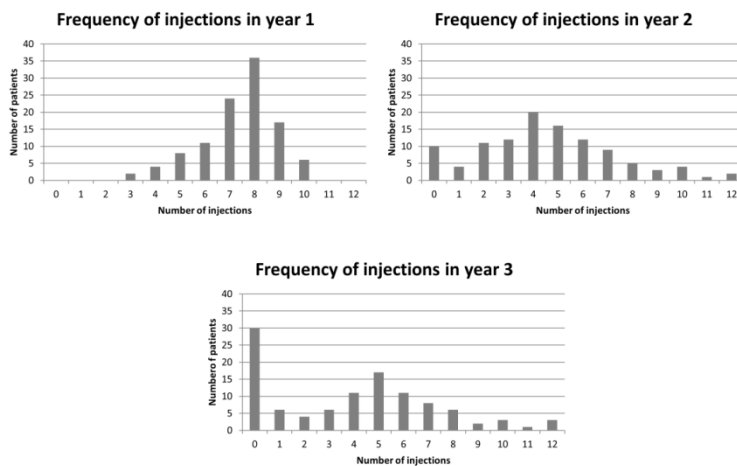 Frequency of injections in year 1
Number of patients
40
35
30
25
20
15
10
5
0
0 1 2 3 4 5 6 7 8 9 10 11 12
Number of injections
Frequency of injections in year 2
Number of patients
40
35
30
25
20
15
10
5
0
0 1 2 3 4 5 6 7 8 9 10 11 12
Number of injections
Frequency of injections in year 3
Numbero f patients
40
35
30
25
20
15
10
5
0
0 1 2 3 4 5 6 7 8 9 10 11 12
Number of injections